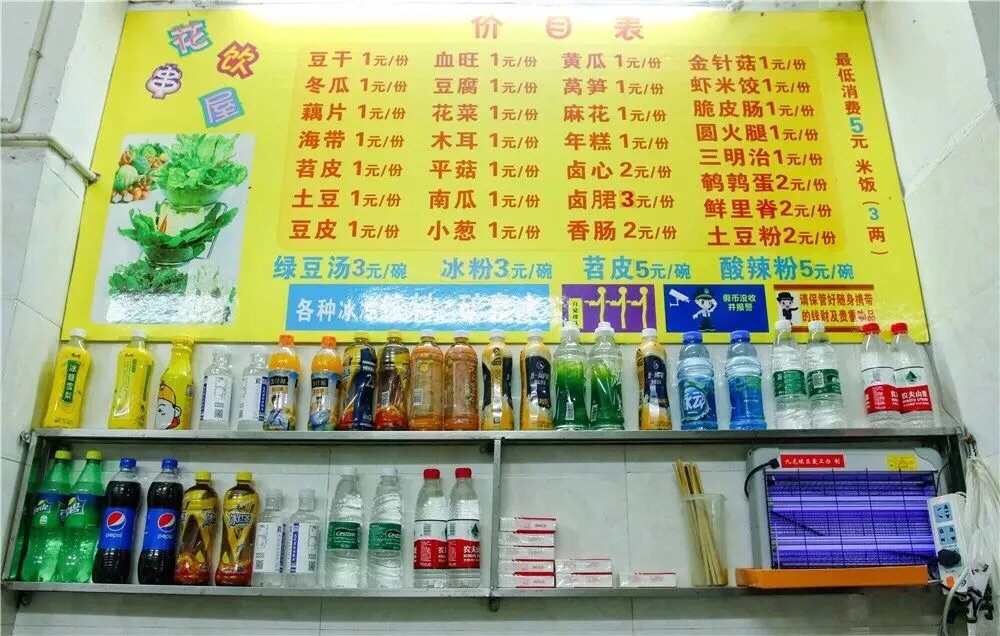 价目表
花饮
串屋
豆干 1元/份 血旺 1元/份 黄瓜 1元/份 金针菇 1元/份
冬瓜 1元/份 豆腐 1元/份 莴笋 1元/份 虾米饺 1元/份
藕片 1元/份 花菜 1元/份 麻花 1元/份 脆皮肠 1元/份
海带 1元/份 木耳 1元/份 年糕 1元/份 圆火腿 1元/份
苕皮 1元/份 平菇 1元/份 卤心 2元/份 三明治 1元/份
土豆 1元/份 南瓜 1元/份 卤郡 3元/份 鹌鹑蛋 2元/份
豆皮 1元/份 小葱 1元/份 香肠 2元/份 鲜里脊 2元/份
土豆粉 2元/份
最低消费5元 米饭(3两)
绿豆汤3元/碗 冰粉3元/碗 苕皮5元/碗 酸辣粉5元/碗
各种冰
假币没收
并报警
请保管好随身携带
的钱财及贵重物品
冰糖雪梨
农夫山泉
pepsi
pepsi
Cestbon
农夫